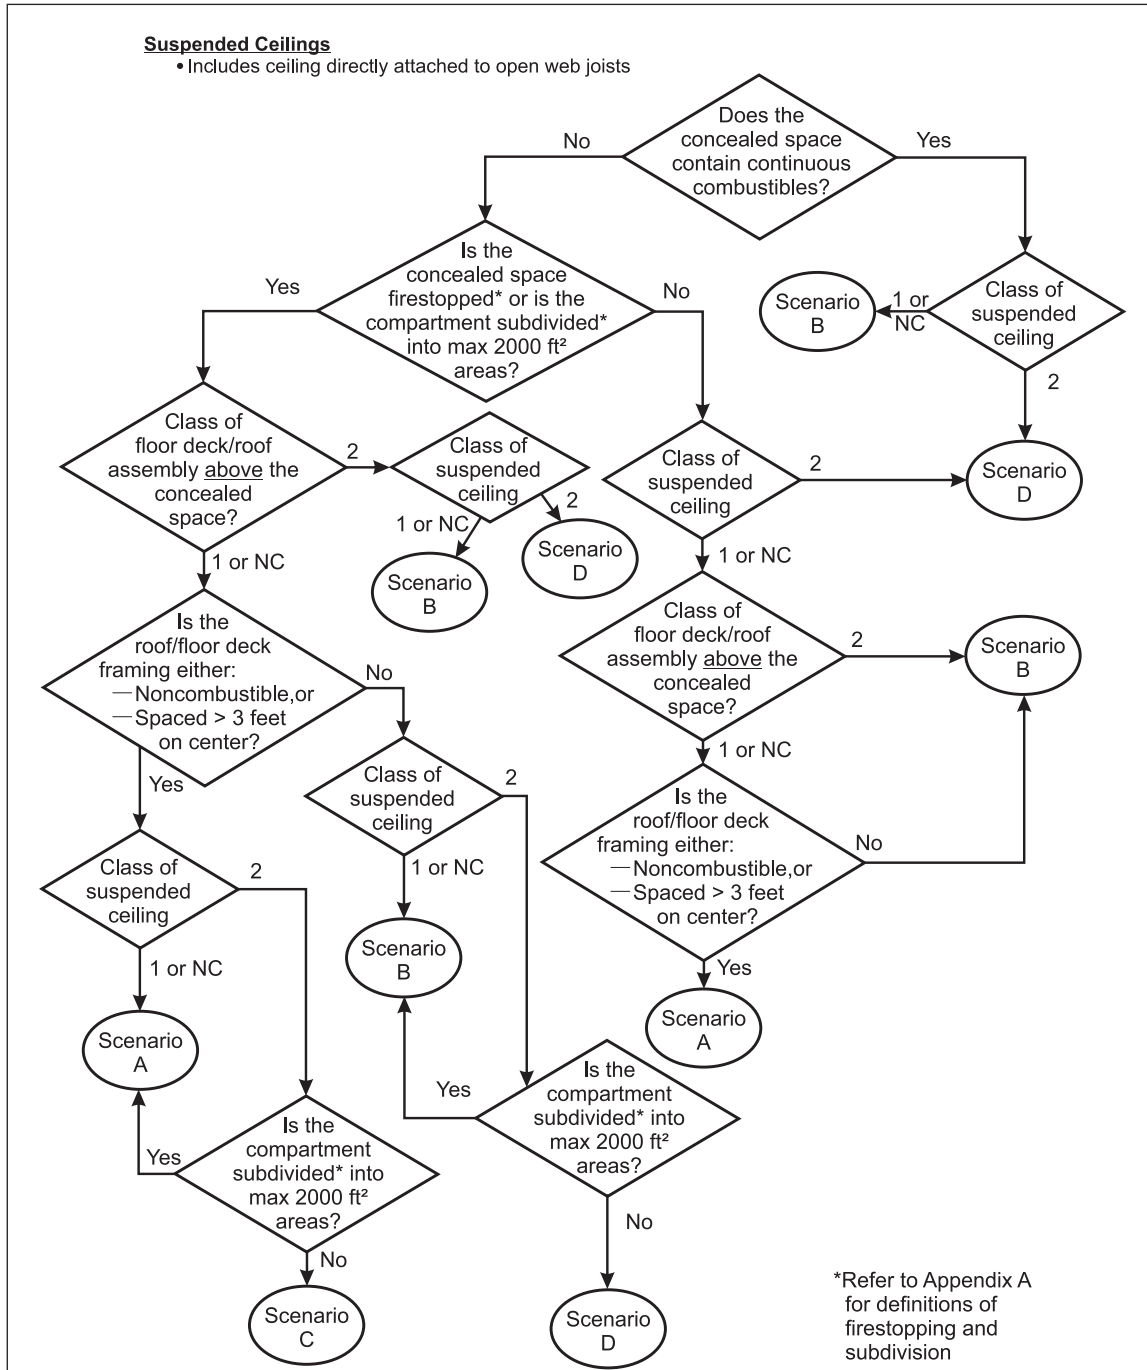 Suspended Ceilings
• Includes ceiling directly attached to open web joists
Does the
concealed space
contain continuous
combustibles?
No
Yes
Is the
concealed space
firestopped* or is the
compartment subdivided*
into max 2000 ft²
areas?
Yes
No
Scenario
B
1 or
NC
Class of
suspended
ceiling
2
Class of
floor deck/roof
assembly above the
concealed
space?
2
Class of
suspended
ceiling
1 or NC
2
Scenario
B
Scenario
D
Class of
suspended
ceiling
2
Scenario
D
1 or NC
1 or NC
Is the
roof/floor deck
framing either:
—Noncombustible,or
—Spaced > 3 feet
on center?
No
Yes
Class of
floor deck/roof
assembly above the
concealed
space?
2
Scenario
B
1 or NC
Class of
suspended
ceiling
2
1 or NC
Is the
roof/floor deck
framing either:
—Noncombustible,or
—Spaced > 3 feet
on center?
No
Yes
Class of
suspended
ceiling
2
1 or NC
Scenario
B
Scenario
A
Scenario
A
Is the
compartment
subdivided* into
max 2000 ft²
areas?
Yes
No
Is the
compartment
subdivided* into
max 2000 ft²
areas?
Yes
No
Scenario
C
Scenario
D
*Refer to Appendix A
for definitions of
firestopping and
subdivision